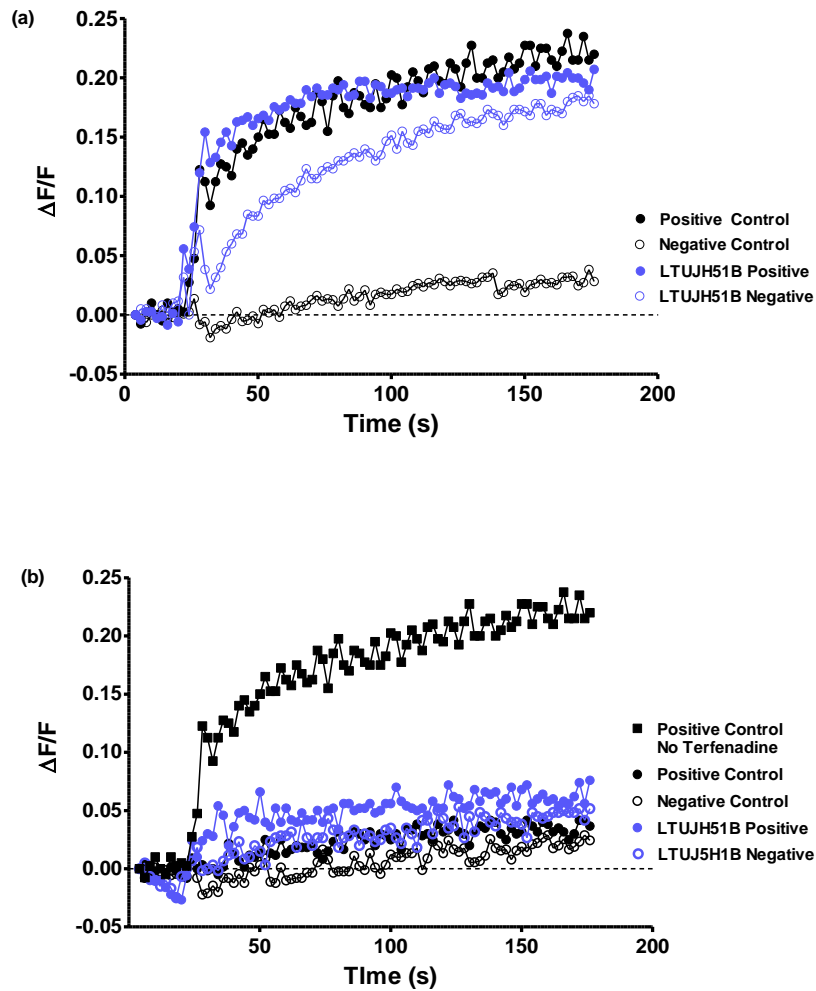 (a)
0.25
0.20
0.15
0.10
0.05
0.00
-0.05
ΔF/F
0
50
100
150
200
Time (s)
Positive Control
Negative Control
LTUJH51B Positive
LTUJH51B Negative
(b)
0.25
0.20
0.15
0.10
0.05
0.00
-0.05
ΔF/F
50
100
150
200
TIme (s)
Positive Control
No Terfenadine
Positive Control
Negative Control
LTUJH51B Positive
LTUJ5H1B Negative